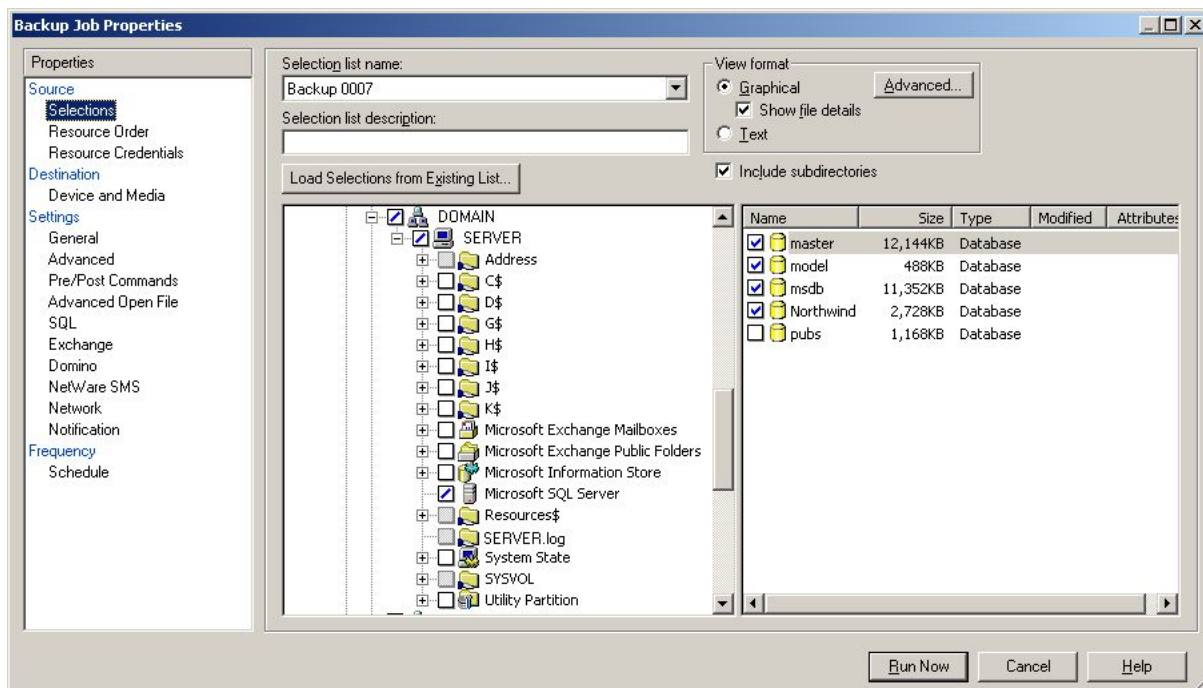 Backup Job Properties
Properties
Source
Selections
Resource Order
Resource Credentials
Destination
Device and Media
Settings
General
Advanced
Pre/Post Commands
Advanced Open File
SQL
Exchange
Domino
NetWare SMS
Network
Notification
Frequency
Schedule
Selection list name:
Backup 0007
Selection list description:
Load Selections from Existing List...
View format
Graphical
Advanced...
Show file details
Text
Include subdirectories
DOMAIN
SERVER
Address
C$
D$
G$
H$
I$
J$
K$
Microsoft Exchange Mailboxes
Microsoft Exchange Public Folders
Microsoft Information Store
Microsoft SQL Server
Resources$
SERVER.log
System State
SYSVOL
Utility Partition
Name Size Type Modified Attributes
master 12,144KB Database
model 488KB Database
msdb 11,352KB Database
Northwind 2,728KB Database
pubs 1,168KB Database
Run Now Cancel Help